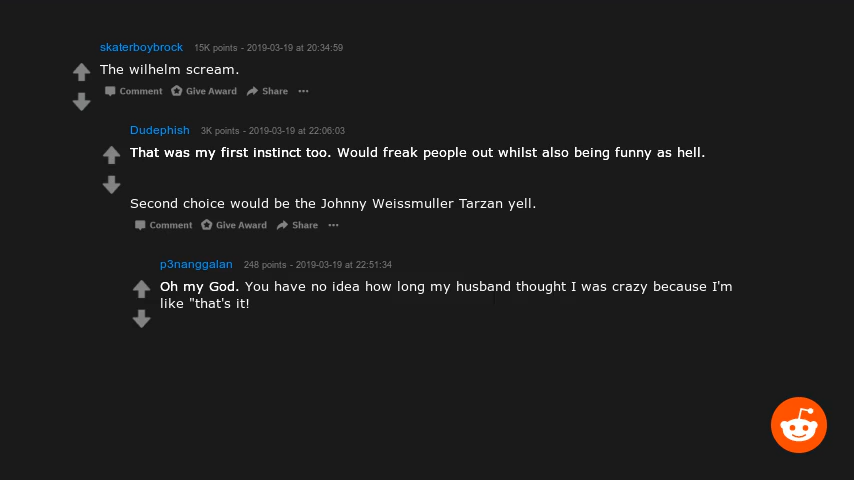 skaterboybrock 15K points - 2019-03-19 at 20:34:59
The wilhelm scream.
Comment Give Award Share
Dudephish 3K points - 2019-03-19 at 22:06:03
That was my first instinct too. Would freak people out whilst also being funny as hell.
Second choice would be the Johnny Weissmuller Tarzan yell.
Comment Give Award Share
p3nanggalan 248 points - 2019-03-19 at 22:51:34
Oh my God. You have no idea how long my husband thought I was crazy because I'm
like "that's it!